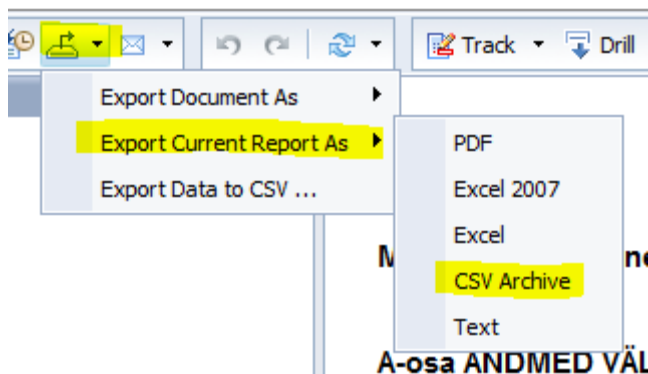 Track Drill
Export Document As
Export Current Report As
PDF
Export Data to CSV ...
Excel 2007
Excel
CSV Archive
Text
A-osa ANDMED